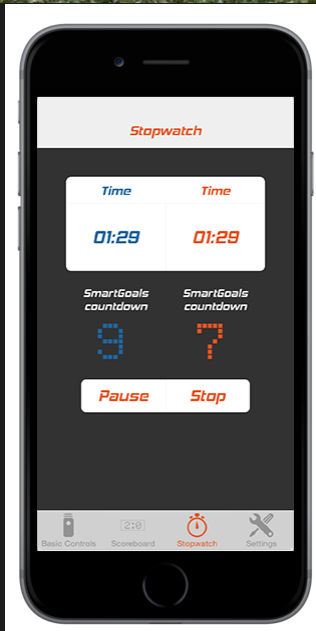 Stopwatch
Time Time
01:29 01:29
SmartGoals SmartGoals
countdown countdown
9 7
Pause Stop
2:0
Basic Controls Scoreboard Stopwatch Settings